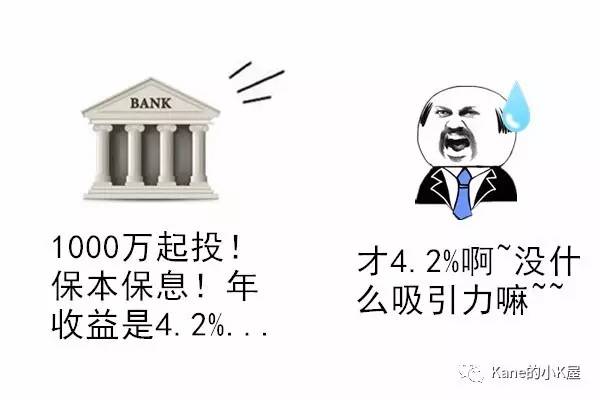 BANK
1000万起投！
保本保息！年
收益是4.2%...
才4.2%啊~没什
么吸引力嘛~~
Kane的小K屋